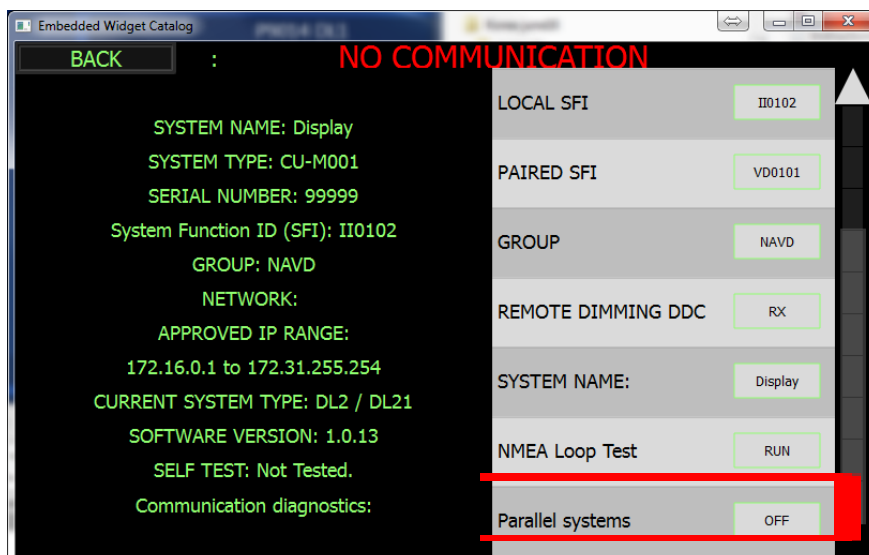 Embedded Widget Catalog
BACK : NO COMMUNICATION
SYSTEM NAME: Display
SYSTEM TYPE: CU-M001
SERIAL NUMBER: 99999
System Function ID (SFI): II0102
GROUP: NAVD
NETWORK:
APPROVED IP RANGE:
172.16.0.1 to 172.31.255.254
CURRENT SYSTEM TYPE: DL2 / DL21
SOFTWARE VERSION: 1.0.13
SELF TEST: Not Tested.
Communication diagnostics:
LOCAL SFI II0102
PAIRED SFI VD0101
GROUP NAVD
REMOTE DIMMING DDC RX
SYSTEM NAME: Display
NMEA Loop Test RUN
Parallel systems OFF